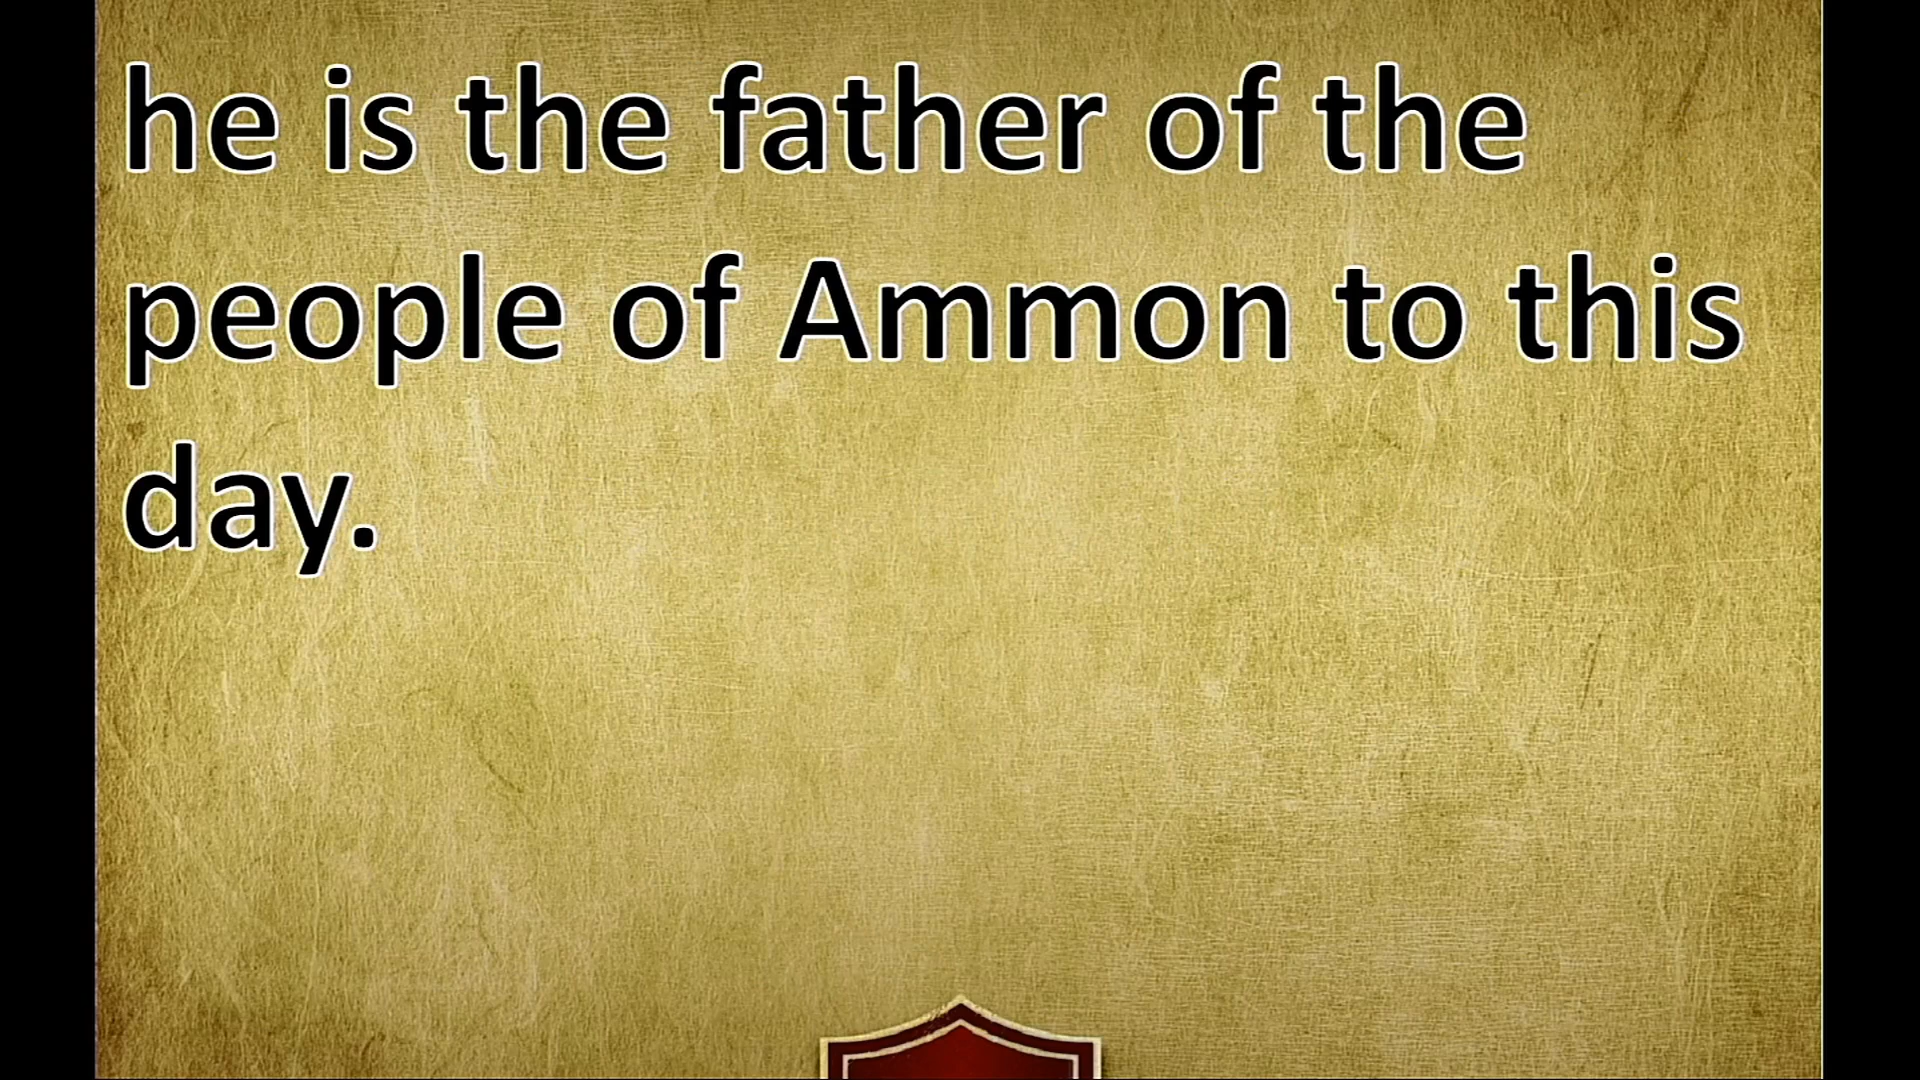 he is the father of the
people of Ammon to this
day.